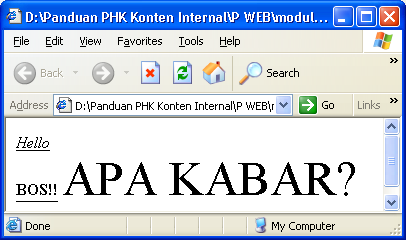 D:\Panduan PHK Konten Internal\P WEB\modul_...
File Edit View Favorites Tools Help
Back Search
Address D:\Panduan PHK Konten Internal\P WEB\r Go Links
Hello
BOS!! APA KABAR?
Done My Computer